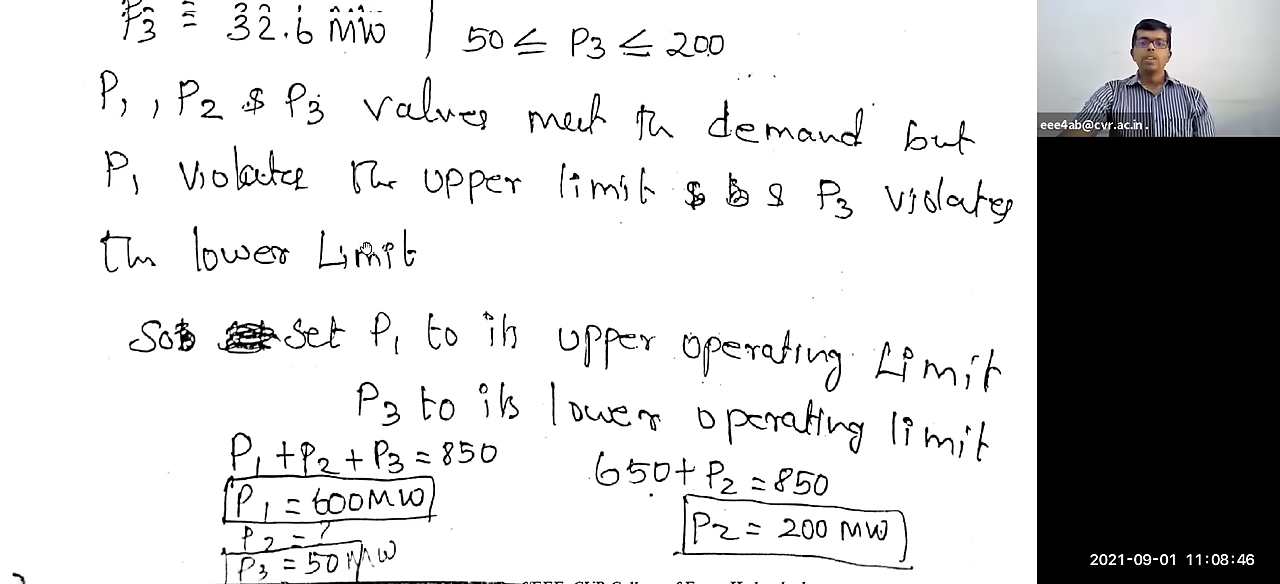 P3 = 32.6 MW | 50 ≤ P3 ≤ 200
P1, P2 & P3 values meet the demand but
P1 violates the upper limit & P3 violates
the lower Limit
So set P1 to its upper operating Limit
P3 to its lower operating limit
P1 + P2 + P3 = 850
P1 = 600 MW
P2 = ?
P3 = 50 MW
650 + P2 = 850
P2 = 200 MW
eee4ab@cvr.ac.in .
2021-09-01 11:08:46